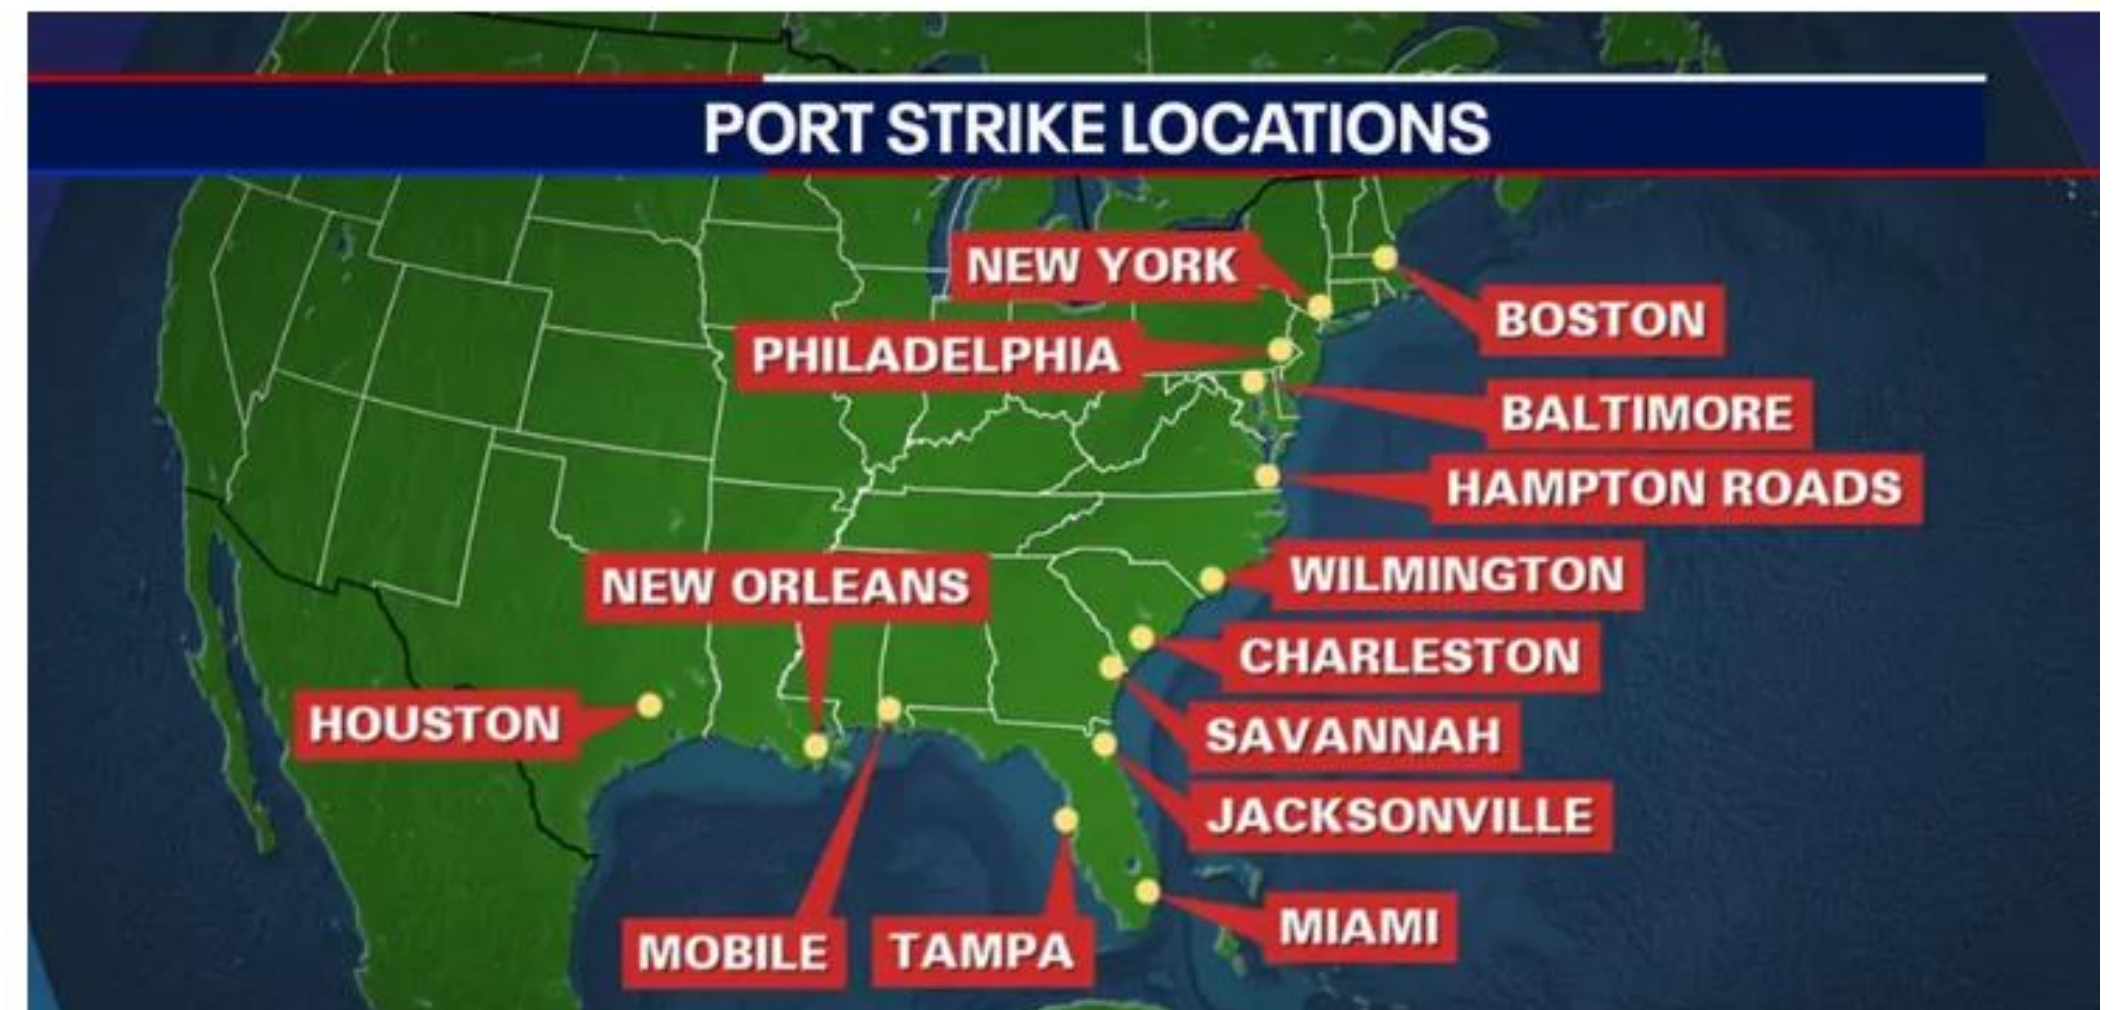 PORT STRIKE LOCATIONS
NEW YORK
BOSTON
PHILADELPHIA
BALTIMORE
HAMPTON ROADS
NEW ORLEANS
WILMINGTON
CHARLESTON
HOUSTON
SAVANNAH
JACKSONVILLE
MIAMI
MOBILE
TAMPA